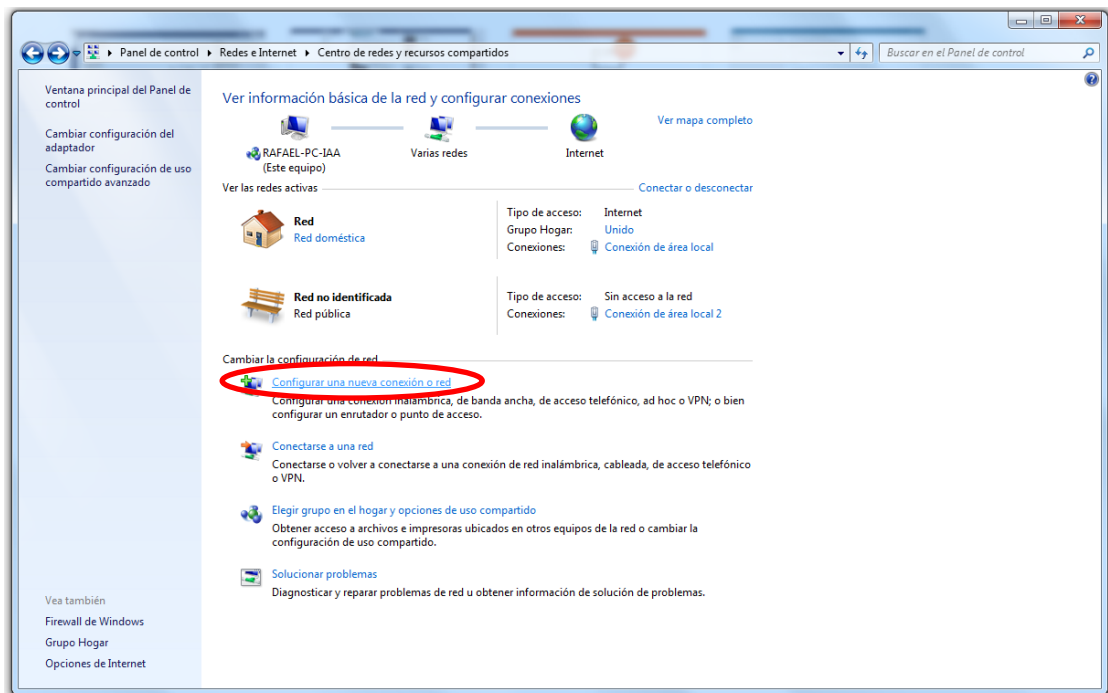 Panel de control ▸ Redes e Internet ▸ Centro de redes y recursos compartidos
Buscar en el Panel de control
Ventana principal del Panel de
control
Cambiar configuración del
adaptador
Cambiar configuración de uso
compartido avanzado
Ver información básica de la red y configurar conexiones
Ver mapa completo
RAFAEL-PC-IAA
(Este equipo)
Varias redes
Internet
Ver las redes activas
Conectar o desconectar
Red
Red doméstica
Tipo de acceso: Internet
Grupo Hogar: Unido
Conexiones: Conexión de área local
Red no identificada
Red pública
Tipo de acceso: Sin acceso a la red
Conexiones: Conexión de área local 2
Cambiar la configuración de red
Configurar una nueva conexión o red
Configurar una conexión inalámbrica, de banda ancha, de acceso telefónico, ad hoc o VPN; o bien
configurar un enrutador o punto de acceso.
Conectarse a una red
Conectarse o volver a conectarse a una conexión de red inalámbrica, cableada, de acceso telefónico
o VPN.
Elegir grupo en el hogar y opciones de uso compartido
Obtener acceso a archivos e impresoras ubicados en otros equipos de la red o cambiar la
configuración de uso compartido.
Solucionar problemas
Diagnosticar y reparar problemas de red u obtener información de solución de problemas.
Vea también
Firewall de Windows
Grupo Hogar
Opciones de Internet